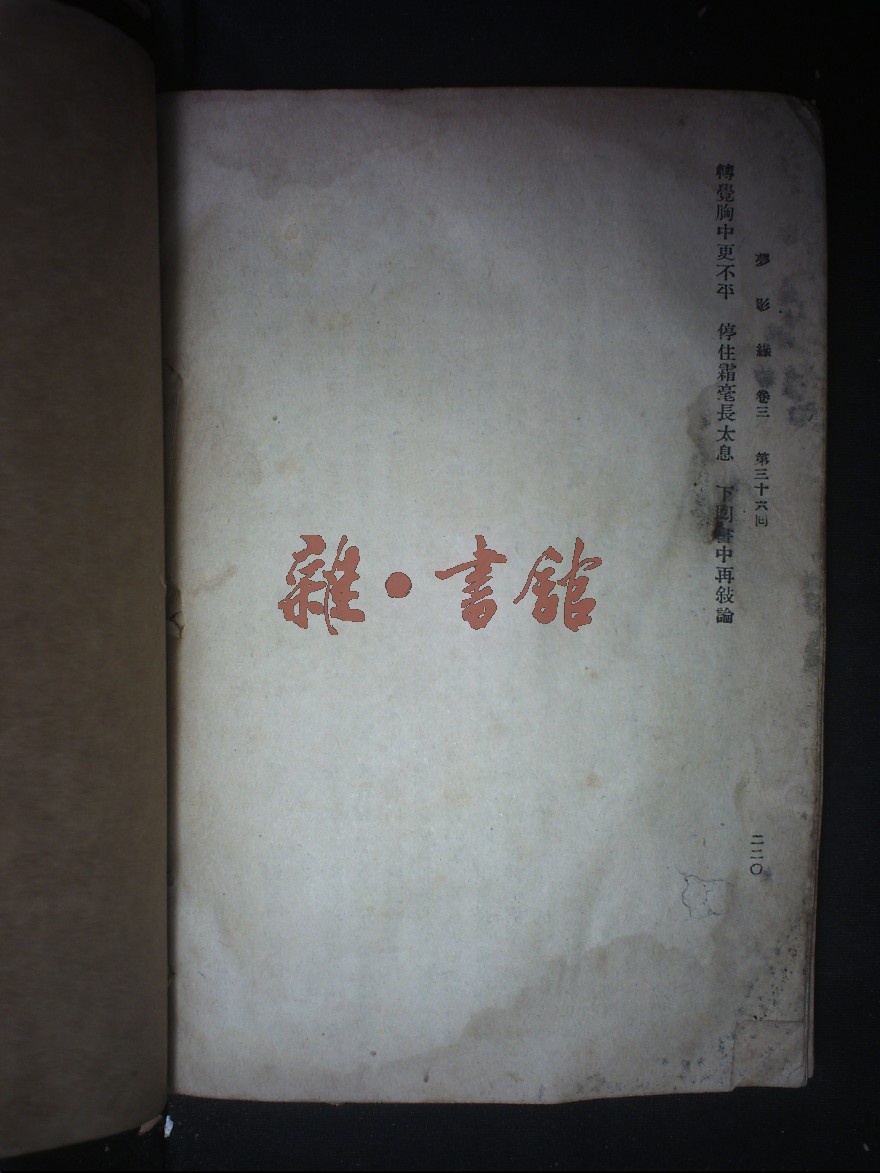 夢影緣 卷三 第三十六回
二二〇
轉覺胸中更不平 停住霜毫長太息 下回書中再敍論
雜·書館